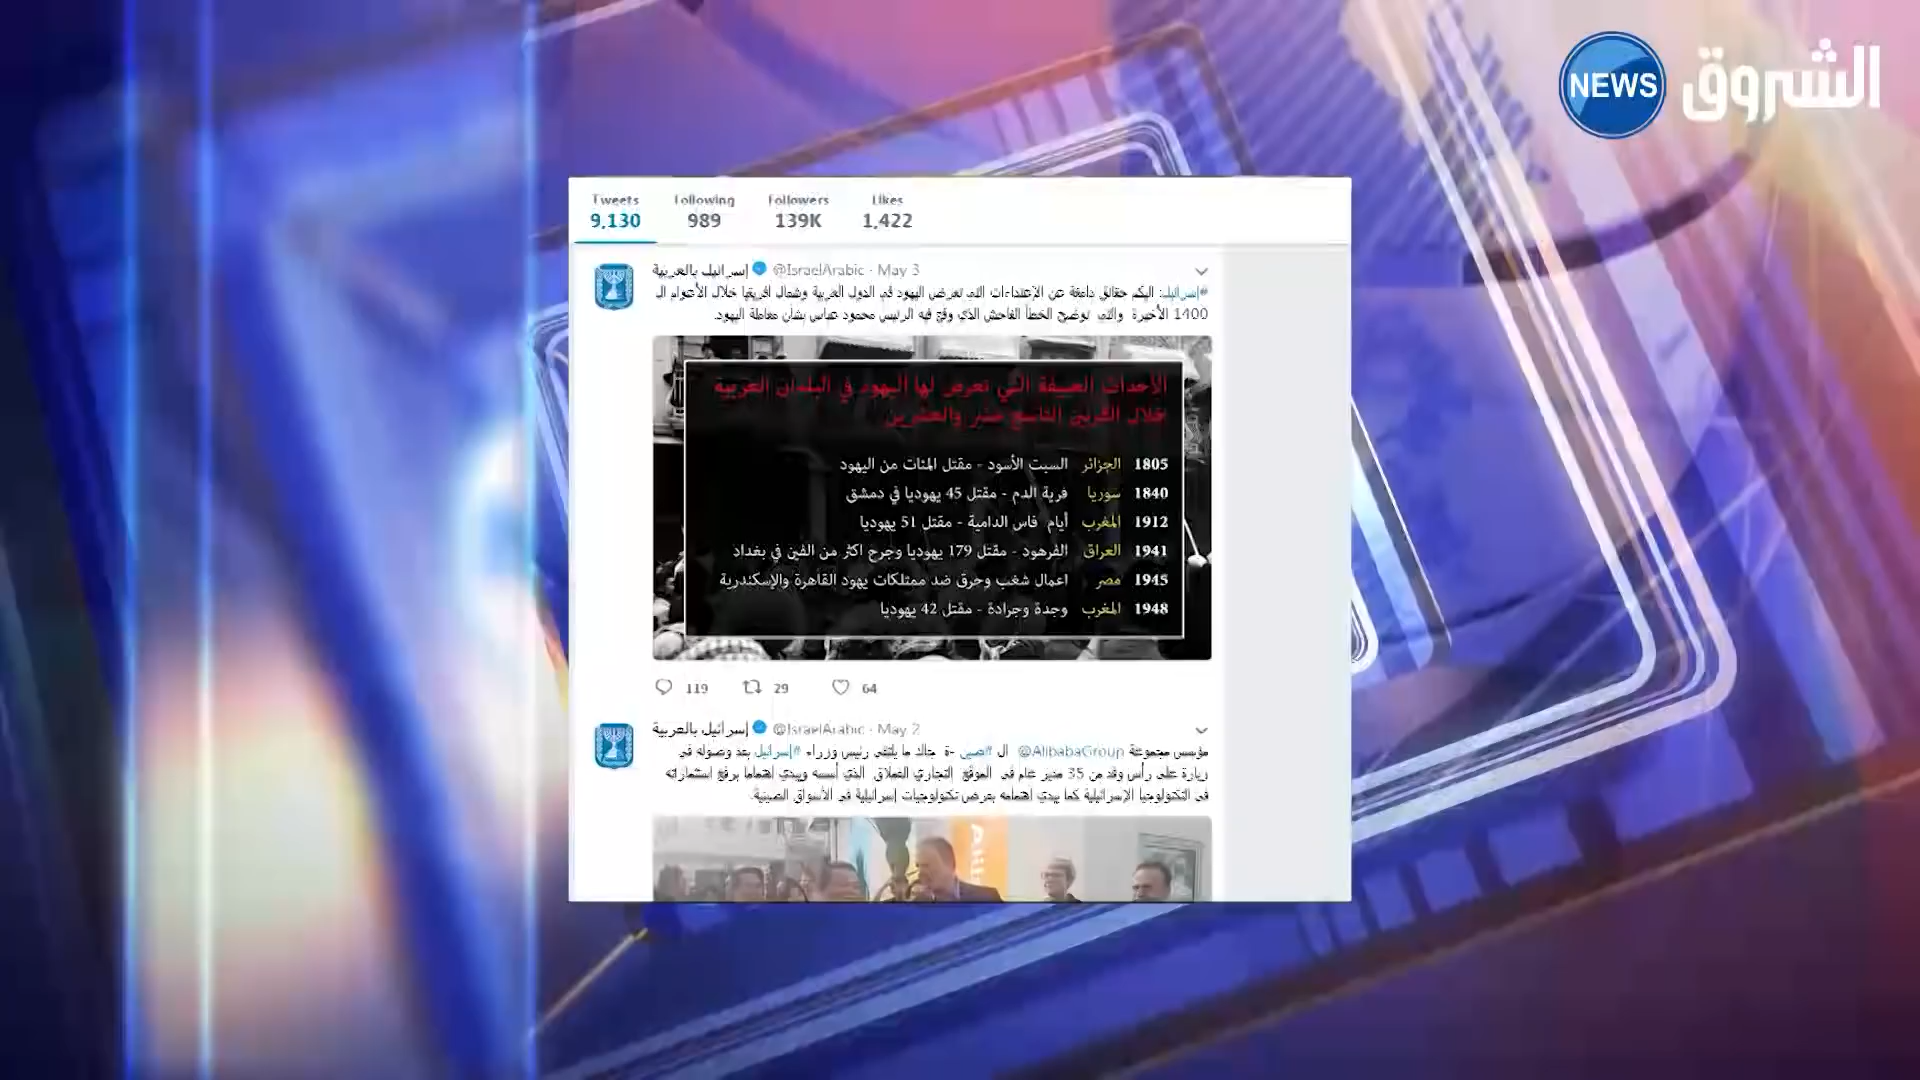 NEWS الشروق
Tweets Following Followers Likes
9,130 989 139K 1,422
إسرائيل بالعربية @IsraelArabic · May 3
#إسرائيل: اليكم حقائق دامغة عن الإعتداءات التي تعرض اليهود في الدول العربية وشمال افريقيا خلال الأعوام الـ
1400 الأخيرة والتي توضح الخطأ الفاحش الذي وقع فيه الرئيس محمود عباس بشأن معاملة اليهود.
الأحداث العنيفة التي تعرض لها اليهود في البلدان العربية
خلال القرنين التاسع عشر والعشرين
1805 الجزائر السبت الأسود - مقتل المئات من اليهود
1840 سوريا فرية الدم - مقتل 45 يهوديا في دمشق
1912 المغرب أيام فاس الدامية - مقتل 51 يهوديا
1941 العراق الفرهود - مقتل 179 يهوديا وجرح اكثر من الفين في بغداد
1945 مصر اعمال شغب وحرق ضد ممتلكات يهود القاهرة والإسكندرية
1948 المغرب وجدة وجرادة - مقتل 42 يهوديا
119 29 64
إسرائيل بالعربية @IsraelArabic · May 2
مؤسس مجموعة @AlibabaGroup الـ #صين -ة جاك ما يلتقي رئيس وزراء #إسرائيل بعد وصوله في
زيارة على رأس وفد من 35 مدير عام في الموقع التجاري العملاق الذي أسسه ويبدي اهتماما برفع استثماراته
في التكنولوجيا الإسرائيلية كما يبدي اهتمامه بعرض تكنولوجيات إسرائيلية في الأسواق الصينية.